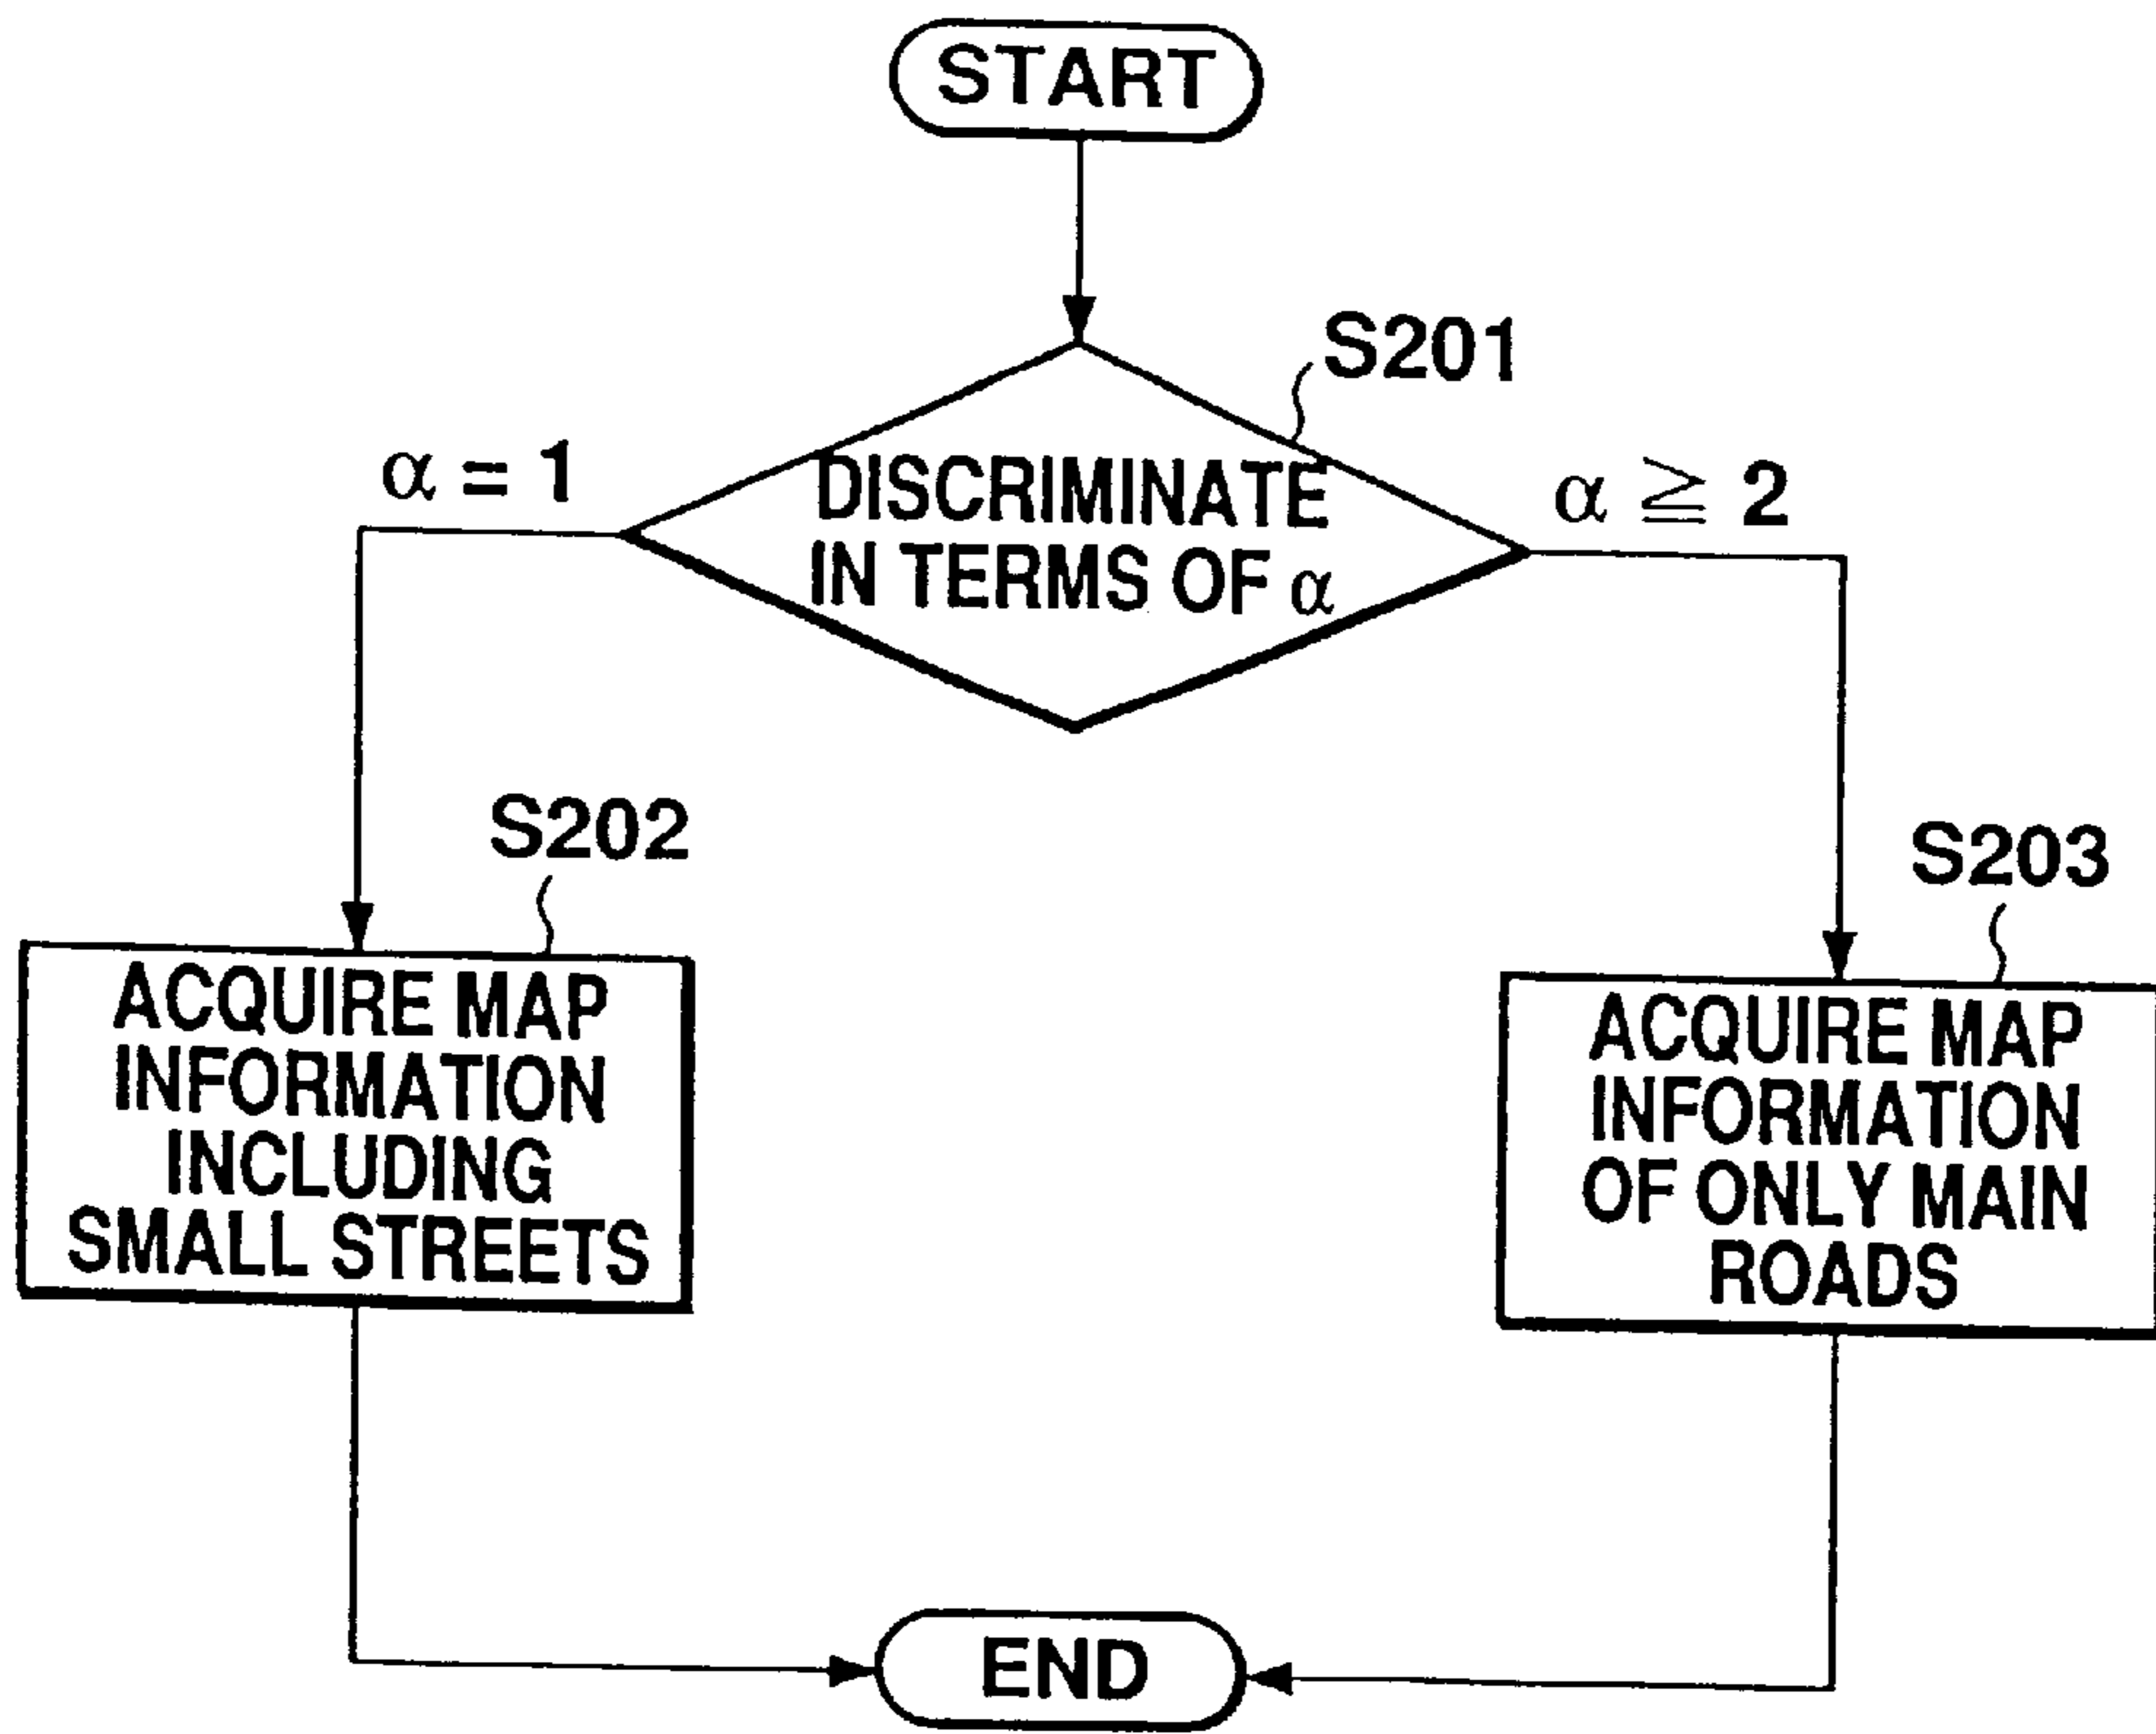 START
S201
α = 1
DISCRIMINATE
IN TERMS OF α
α ≧ 2
S202
S203
ACQUIRE MAP
INFORMATION
INCLUDING
SMALL STREETS
ACQUIRE MAP
INFORMATION
OF ONLY MAIN
ROADS
END